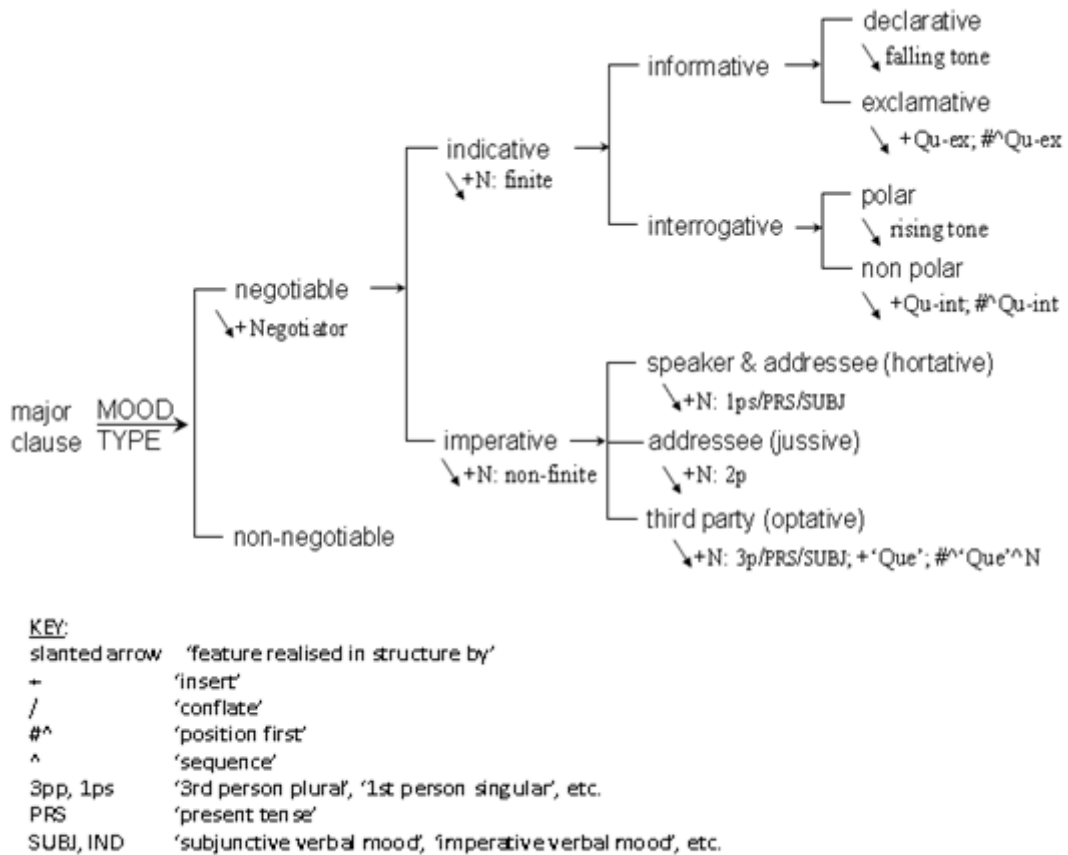 declarative
falling tone
informative
exclamative
+Qu-ex; #^Qu-ex
indicative
+N: finite
polar
interrogative
rising tone
non polar
+Qu-int; #^Qu-int
negotiable
+Negotiator
speaker & addressee (hortative)
+N: 1ps/PRS/SUBJ
major clause
MOOD TYPE
imperative
+N: non-finite
addressee (jussive)
+N: 2p
third party (optative)
+N: 3p/PRS/SUBJ; +‘Que’; #^‘Que’^N
non-negotiable
KEY:
slanted arrow ‘feature realised in structure by’
+ ‘insert’
/ ‘conflate’
#^ ‘position first’
^ ‘sequence’
3pp, 1ps ‘3rd person plural’, ‘1st person singular’, etc.
PRS ‘present tense’
SUBJ, IND ‘subjunctive verbal mood’, ‘imperative verbal mood’, etc.